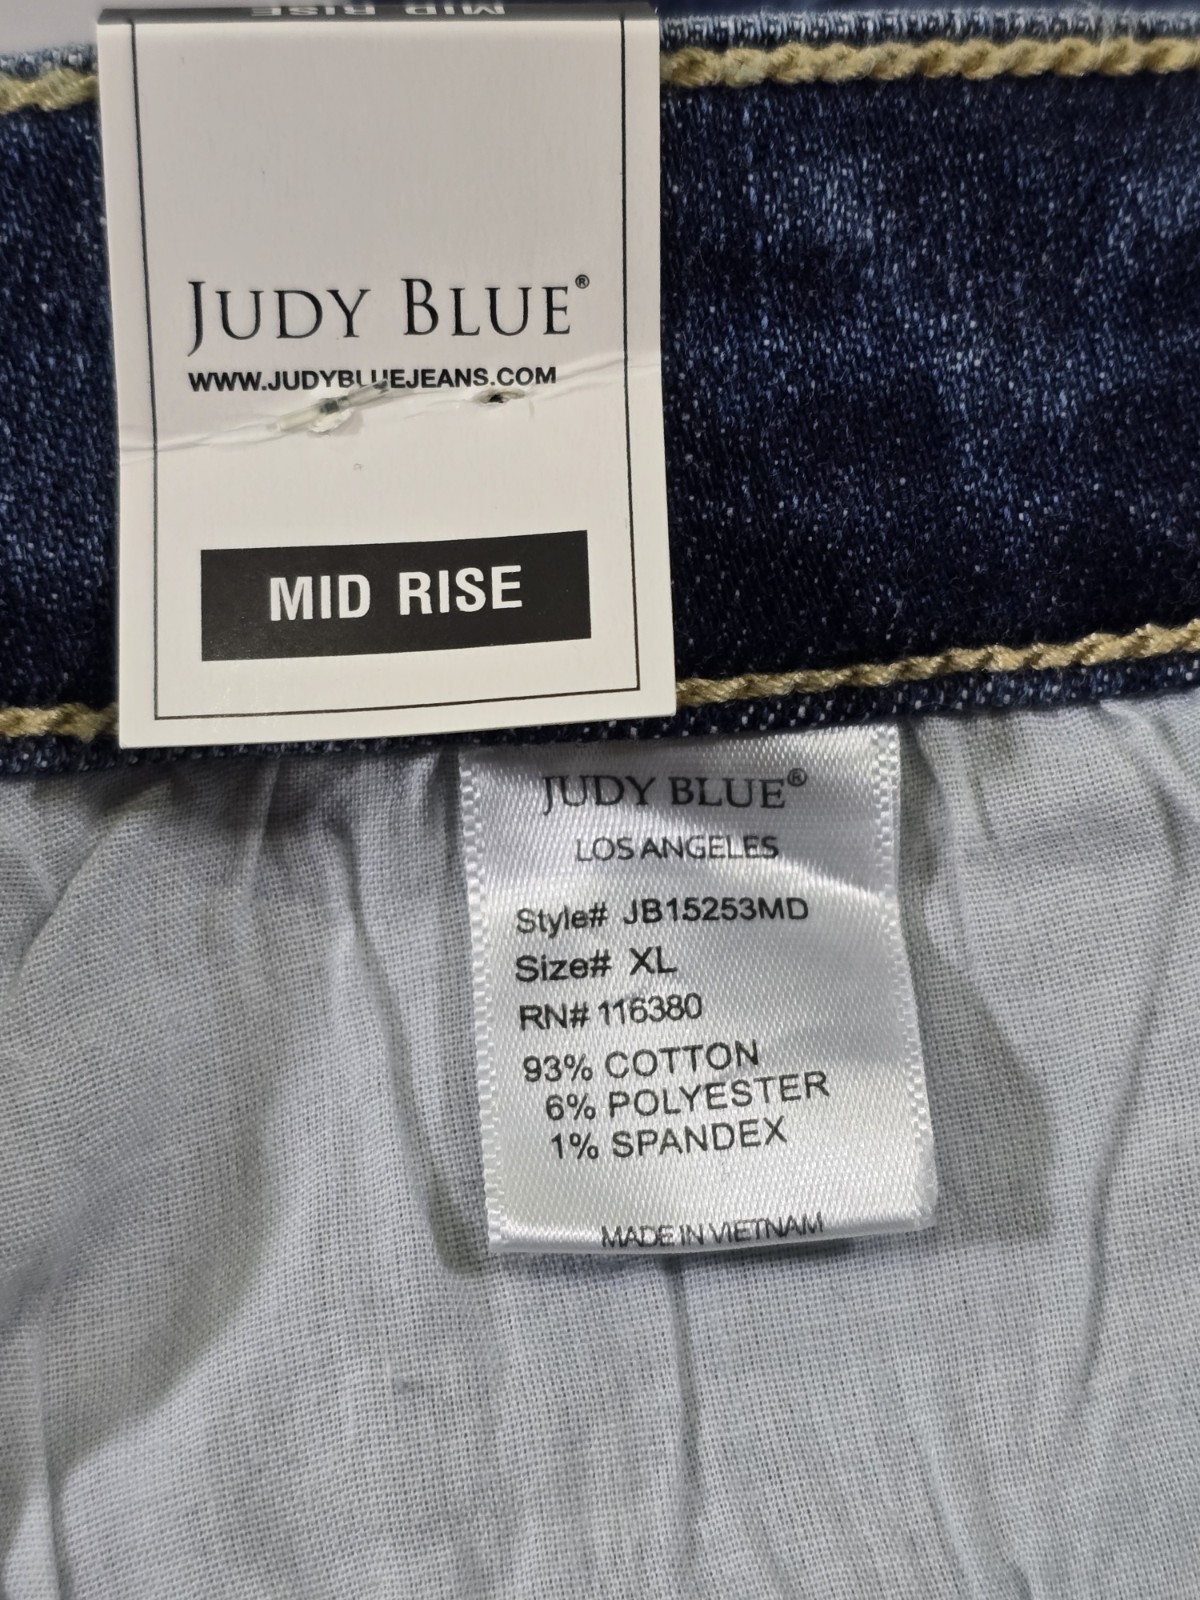 MID RISE
JUDY BLUE®
WWW.JUDYBLUEJEANS.COM
MID RISE
JUDY BLUE®
LOS ANGELES
Style# JB15253MD
Size# XL
RN# 116380
93% COTTON
6% POLYESTER
1% SPANDEX
MADE IN VIETNAM